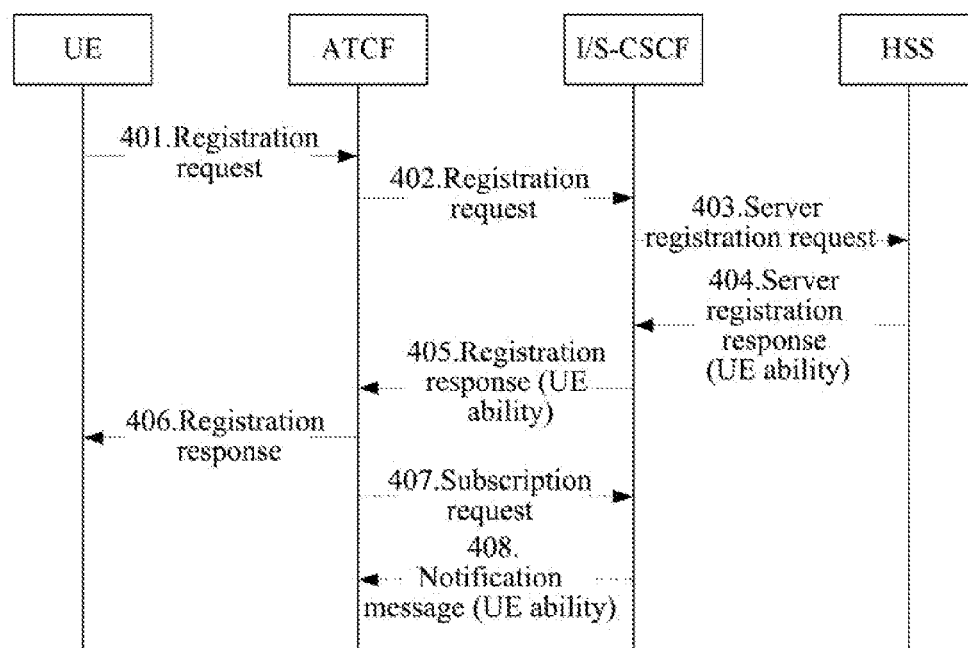 UE
ATCF
I/S-CSCF
HSS
401.Registration
request
402.Registration
request
403.Server
registration request
404.Server
registration
response
(UE ability)
405.Registration
response (UE
ability)
406.Registration
response
407.Subscription
request
408.
Notification
message (UE ability)